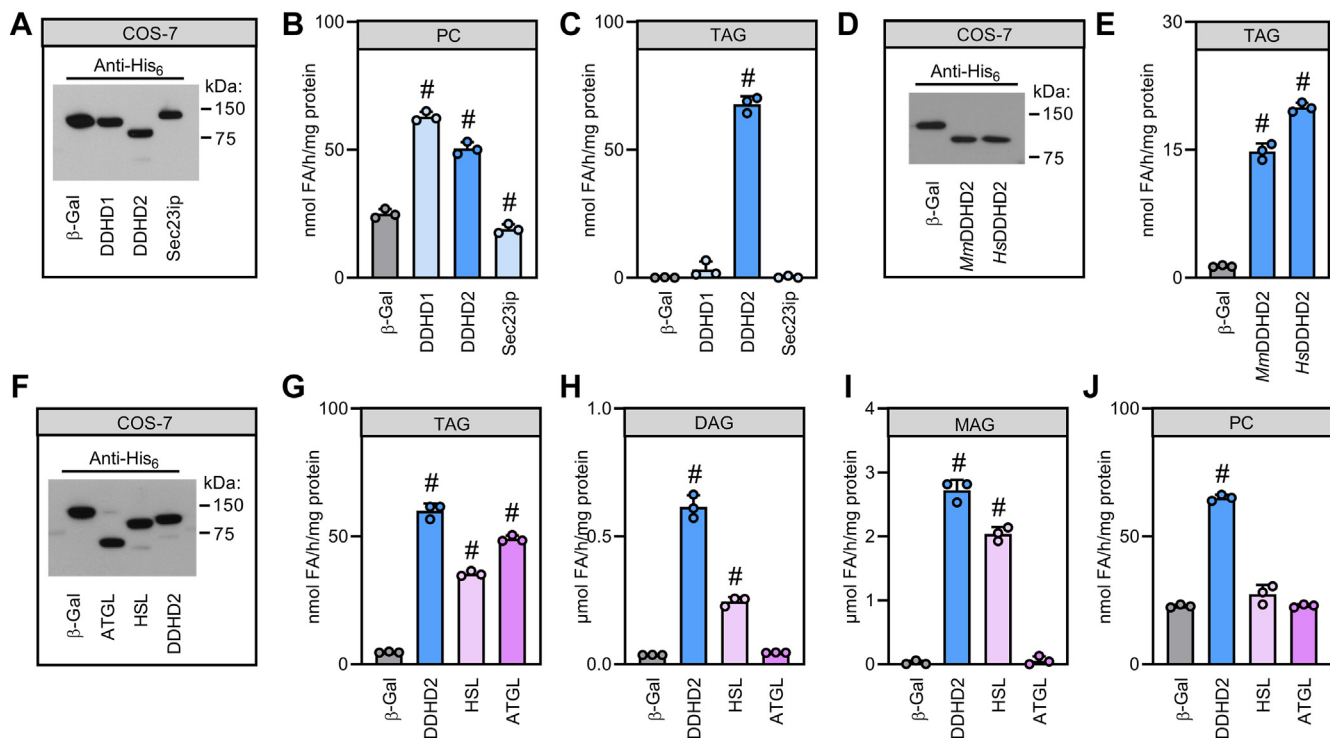 A
COS-7
Anti-His6
kDa:
150
75
β-Gal
DDHD1
DDHD2
Sec23ip
B
PC
nmol FA/h/mg protein
100
50
0
#
#
#
β-Gal
DDHD1
DDHD2
Sec23ip
C
TAG
nmol FA/h/mg protein
100
50
0
#
β-Gal
DDHD1
DDHD2
Sec23ip
D
COS-7
Anti-His6
kDa:
150
75
β-Gal
MmDDHD2
HsDDHD2
E
TAG
nmol FA/h/mg protein
30
15
0
#
#
β-Gal
MmDDHD2
HsDDHD2
F
COS-7
Anti-His6
kDa:
150
75
β-Gal
ATGL
HSL
DDHD2
G
TAG
nmol FA/h/mg protein
100
50
0
#
#
#
β-Gal
DDHD2
HSL
ATGL
H
DAG
μmol FA/h/mg protein
1.0
0.5
0.0
#
#
β-Gal
DDHD2
HSL
ATGL
I
MAG
μmol FA/h/mg protein
4
3
2
1
0
#
#
β-Gal
DDHD2
HSL
ATGL
J
PC
nmol FA/h/mg protein
100
50
0
#
β-Gal
DDHD2
HSL
ATGL